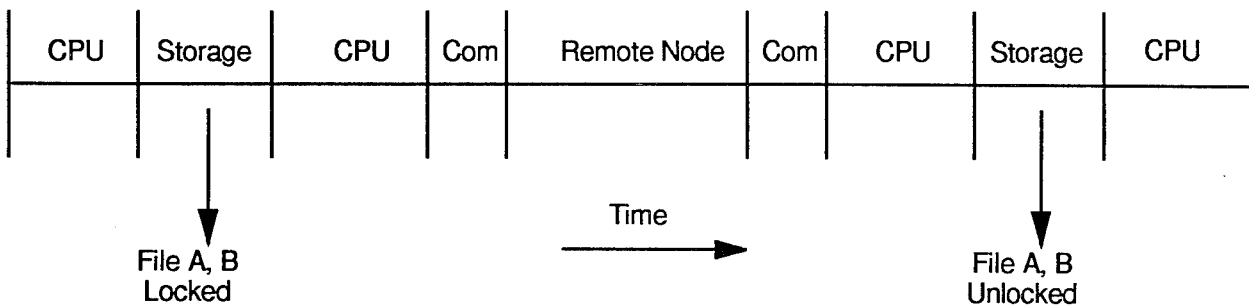 CPU Storage CPU Com Remote Node Com CPU Storage CPU
Time
File A, B
Locked
File A, B
Unlocked